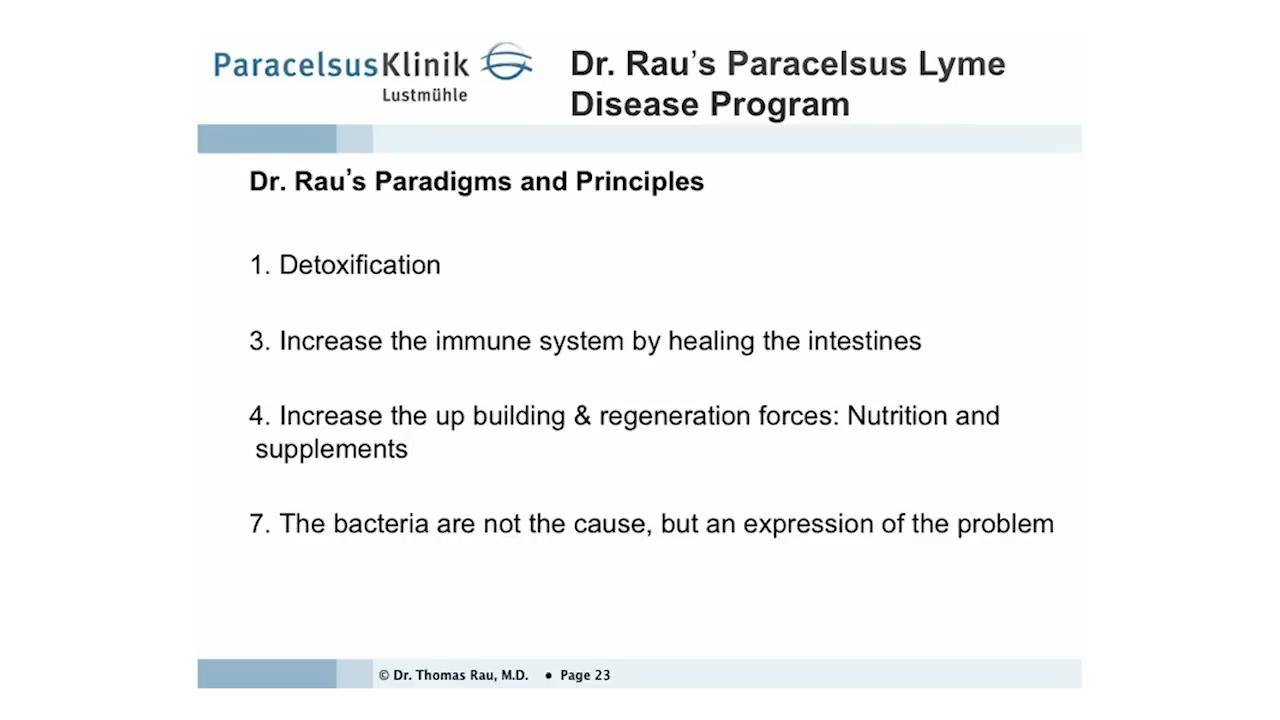 ParacelsusKlinik
Lustmühle
Dr. Rau's Paracelsus Lyme
Disease Program
Dr. Rau's Paradigms and Principles
1. Detoxification
3. Increase the immune system by healing the intestines
4. Increase the up building & regeneration forces: Nutrition and
supplements
7. The bacteria are not the cause, but an expression of the problem
© Dr. Thomas Rau, M.D. • Page 23